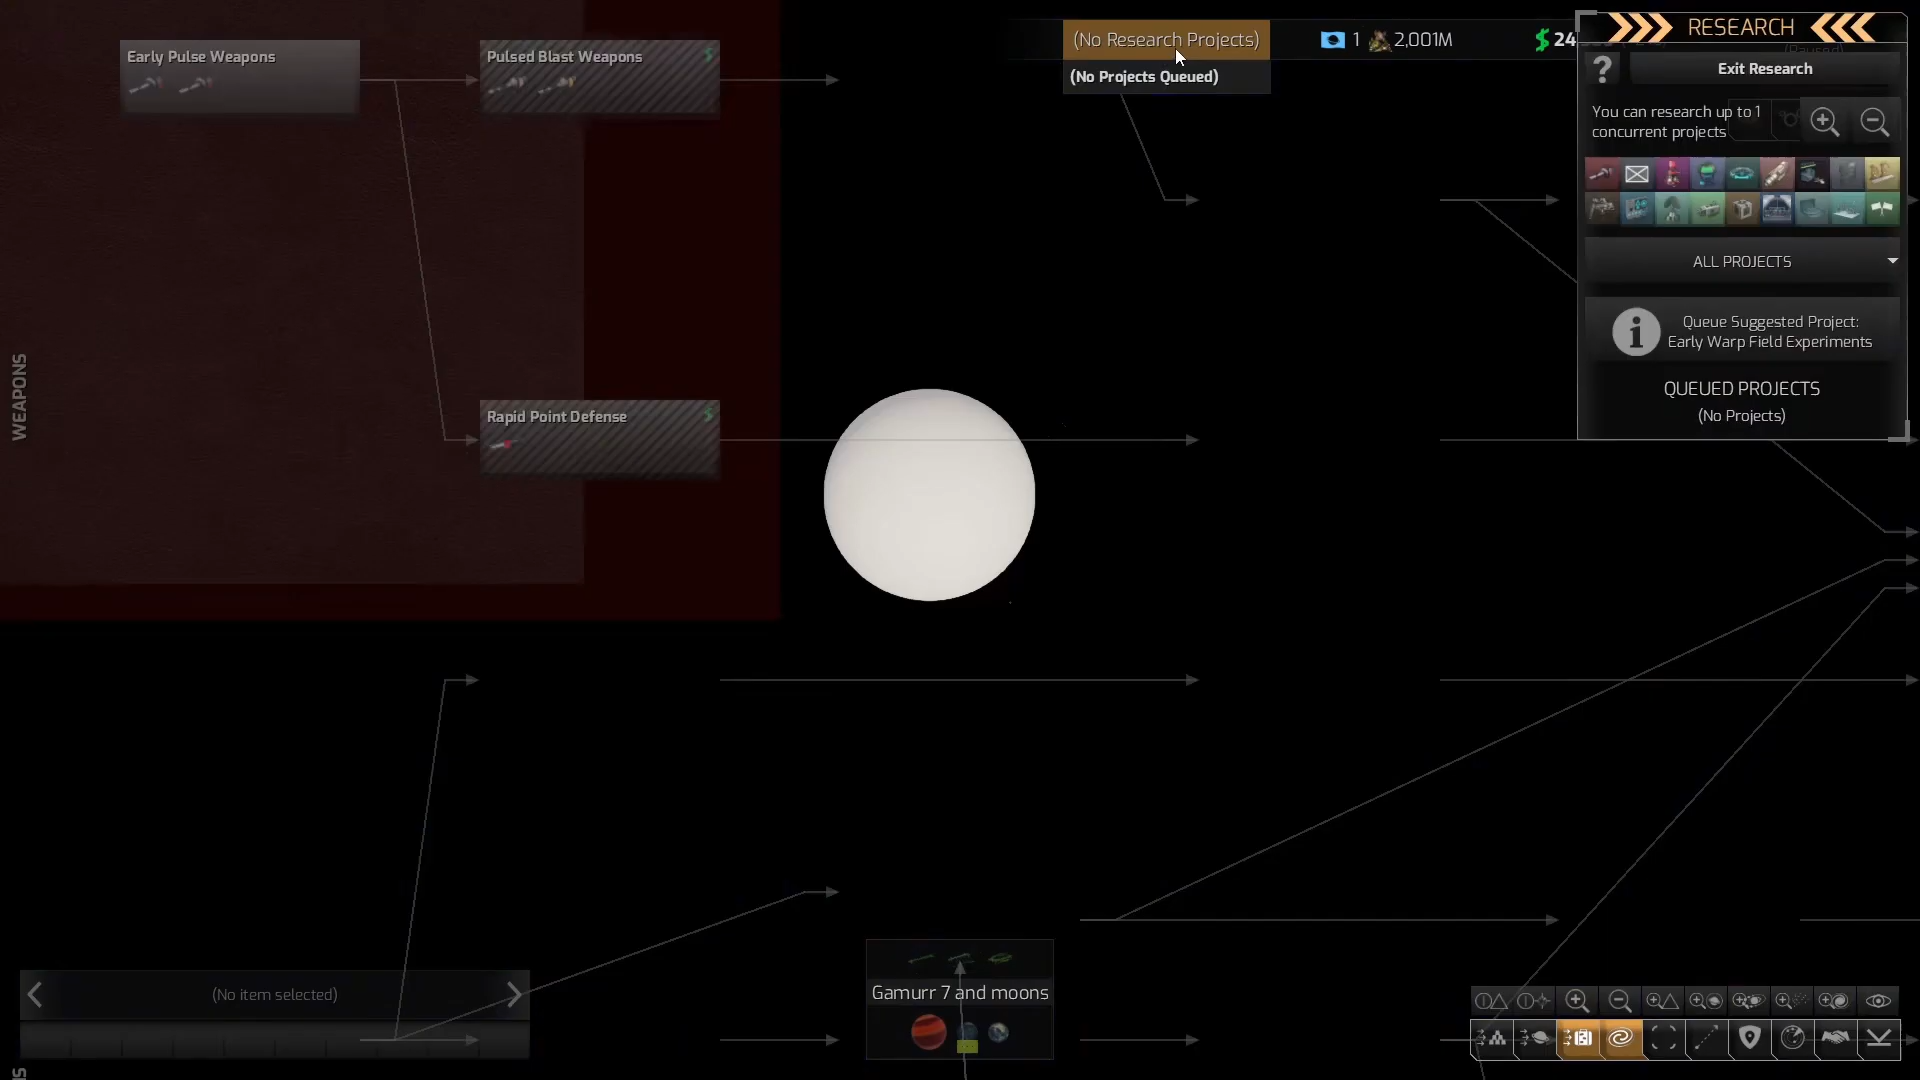 Early Pulse Weapons
Pulsed Blast Weapons
(No Research Projects)
1
2,001M
$24
(No Projects Queued)
RESEARCH
(Paused)
?
Exit Research
You can research up to 1
concurrent projects
ALL PROJECTS
Queue Suggested Project:
Early Warp Field Experiments
QUEUED PROJECTS
(No Projects)
WEAPONS
Rapid Point Defense
(No item selected)
Gamurr 7 and moons
NS